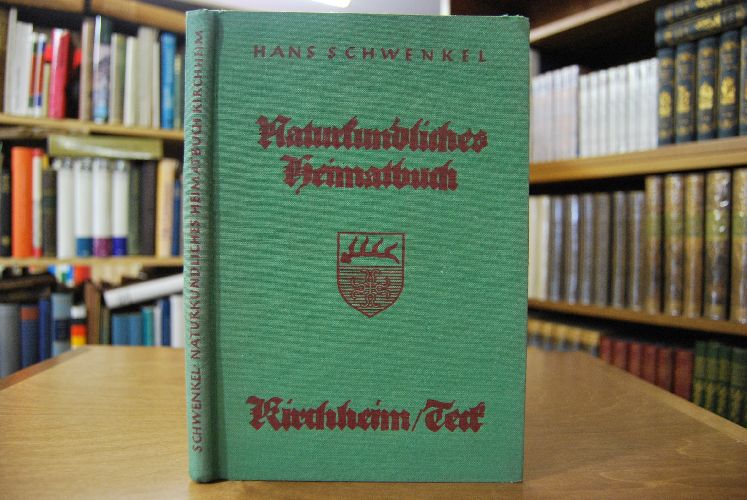 HANS SCHWENKEL
Naturkundliches
Heimatbuch
Kirchheim/Teck
SCHWENKEL: NATURKUNDLICHES HEIMATBUCH KIRCHHEIM